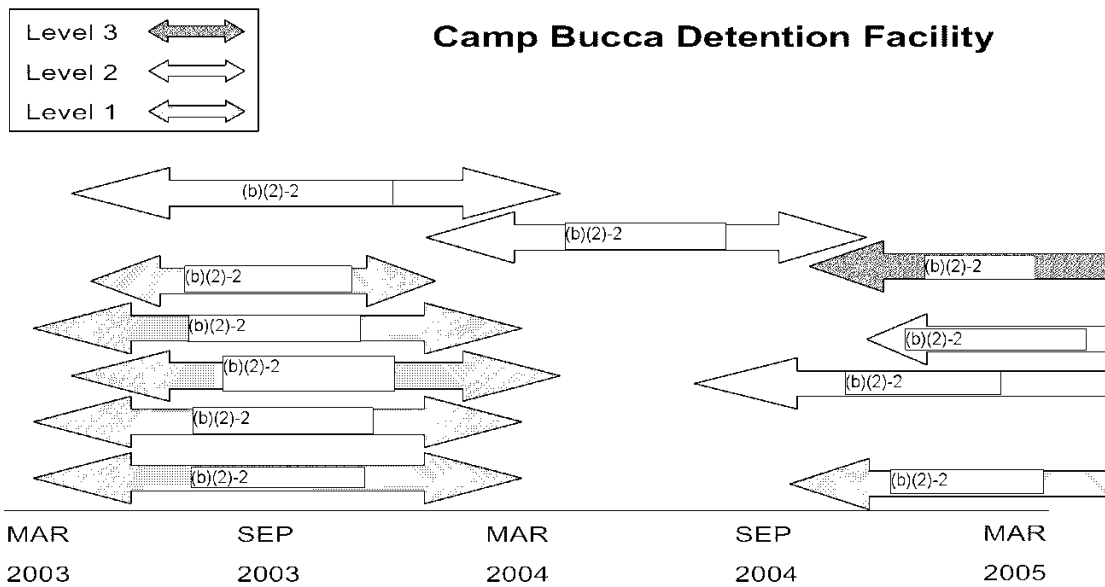 Level 3
Camp Bucca Detention Facility
Level 2
Level 1
(b)(2)-2
(b)(2)-2
(b)(2)-2
(b)(2)-2
(b)(2)-2
(b)(2)-2
(b)(2)-2
(b)(2)-2
(b)(2)-2
(b)(2)-2
(b)(2)-2
MAR SEP MAR SEP MAR
2003 2003 2004 2004 2005